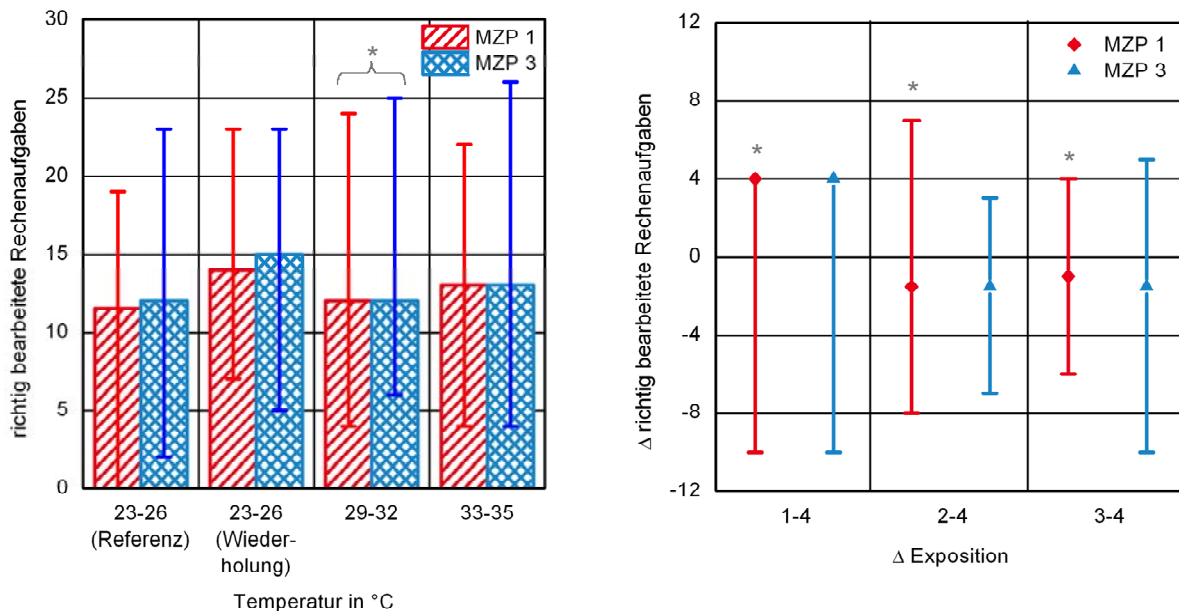 richtig bearbeitete Rechenaufgaben
30
25
20
15
10
5
0
*
MZP 1
MZP 3
23-26
(Referenz)
23-26
(Wieder-
holung)
29-32
33-35
Temperatur in °C
Δ richtig bearbeitete Rechenaufgaben
12
8
4
0
-4
-8
-12
MZP 1
MZP 3
*
*
*
1-4
2-4
3-4
Δ Exposition